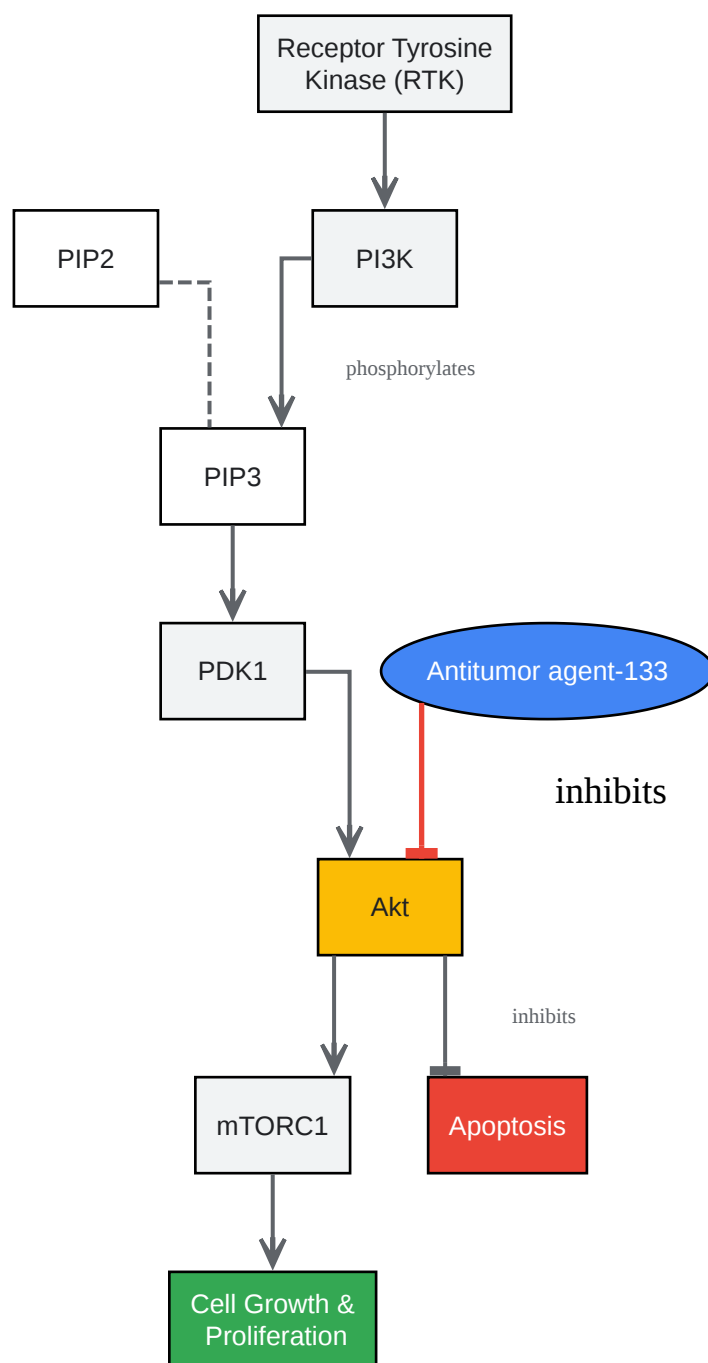 Receptor Tyrosine
Kinase (RTK)
PIP2
PI3K
phosphorylates
PIP3
PDK1
Antitumor agent-133
inhibits
Akt
inhibits
mTORC1
Apoptosis
Cell Growth &
Proliferation